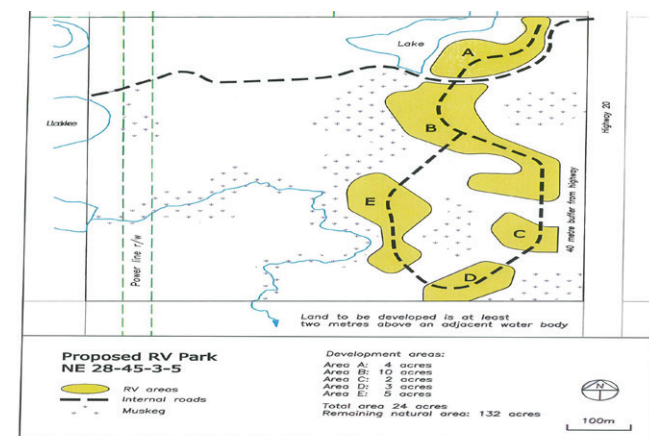 Lake
A
Highway 20
B
E
C
40 metre buffer from highway
Power line r/w
D
Land to be developed is at least
two metres above an adjacent water body
Proposed RV Park
NE 28-45-3-5
RV areas
Internal roads
Muskeg
Development areas:
Area A: 4 acres
Area B: 10 acres
Area C: 2 acres
Area D: 3 acres
Area E: 5 acres
Total area 24 acres
Remaining natural area: 132 acres
N
100m